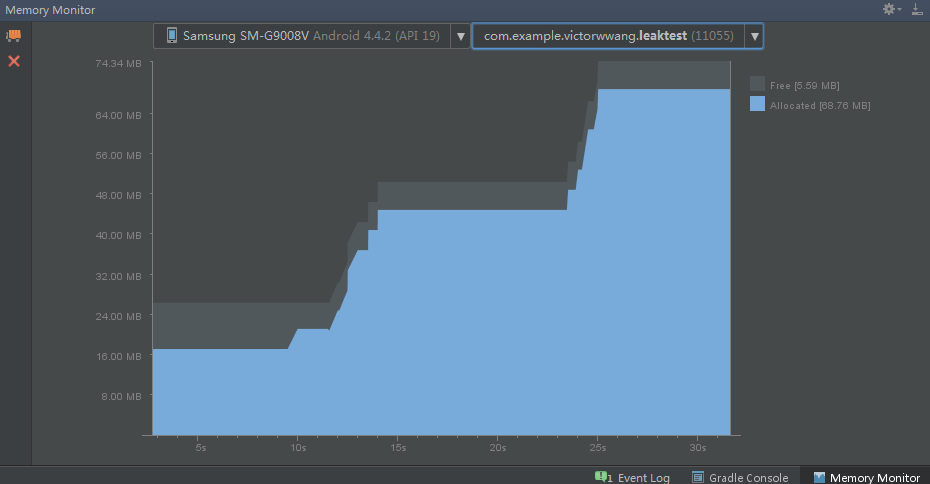 Memory Monitor
Samsung SM-G9008V Android 4.4.2 (API 19)
com.example.victorwwang.leaktest (11055)
74.34 MB
64.00 MB
56.00 MB
48.00 MB
40.00 MB
32.00 MB
24.00 MB
16.00 MB
8.00 MB
Free [5.59 MB]
Allocated [68.76 MB]
5s
10s
15s
20s
25s
30s
1 Event Log
Gradle Console
Memory Monitor